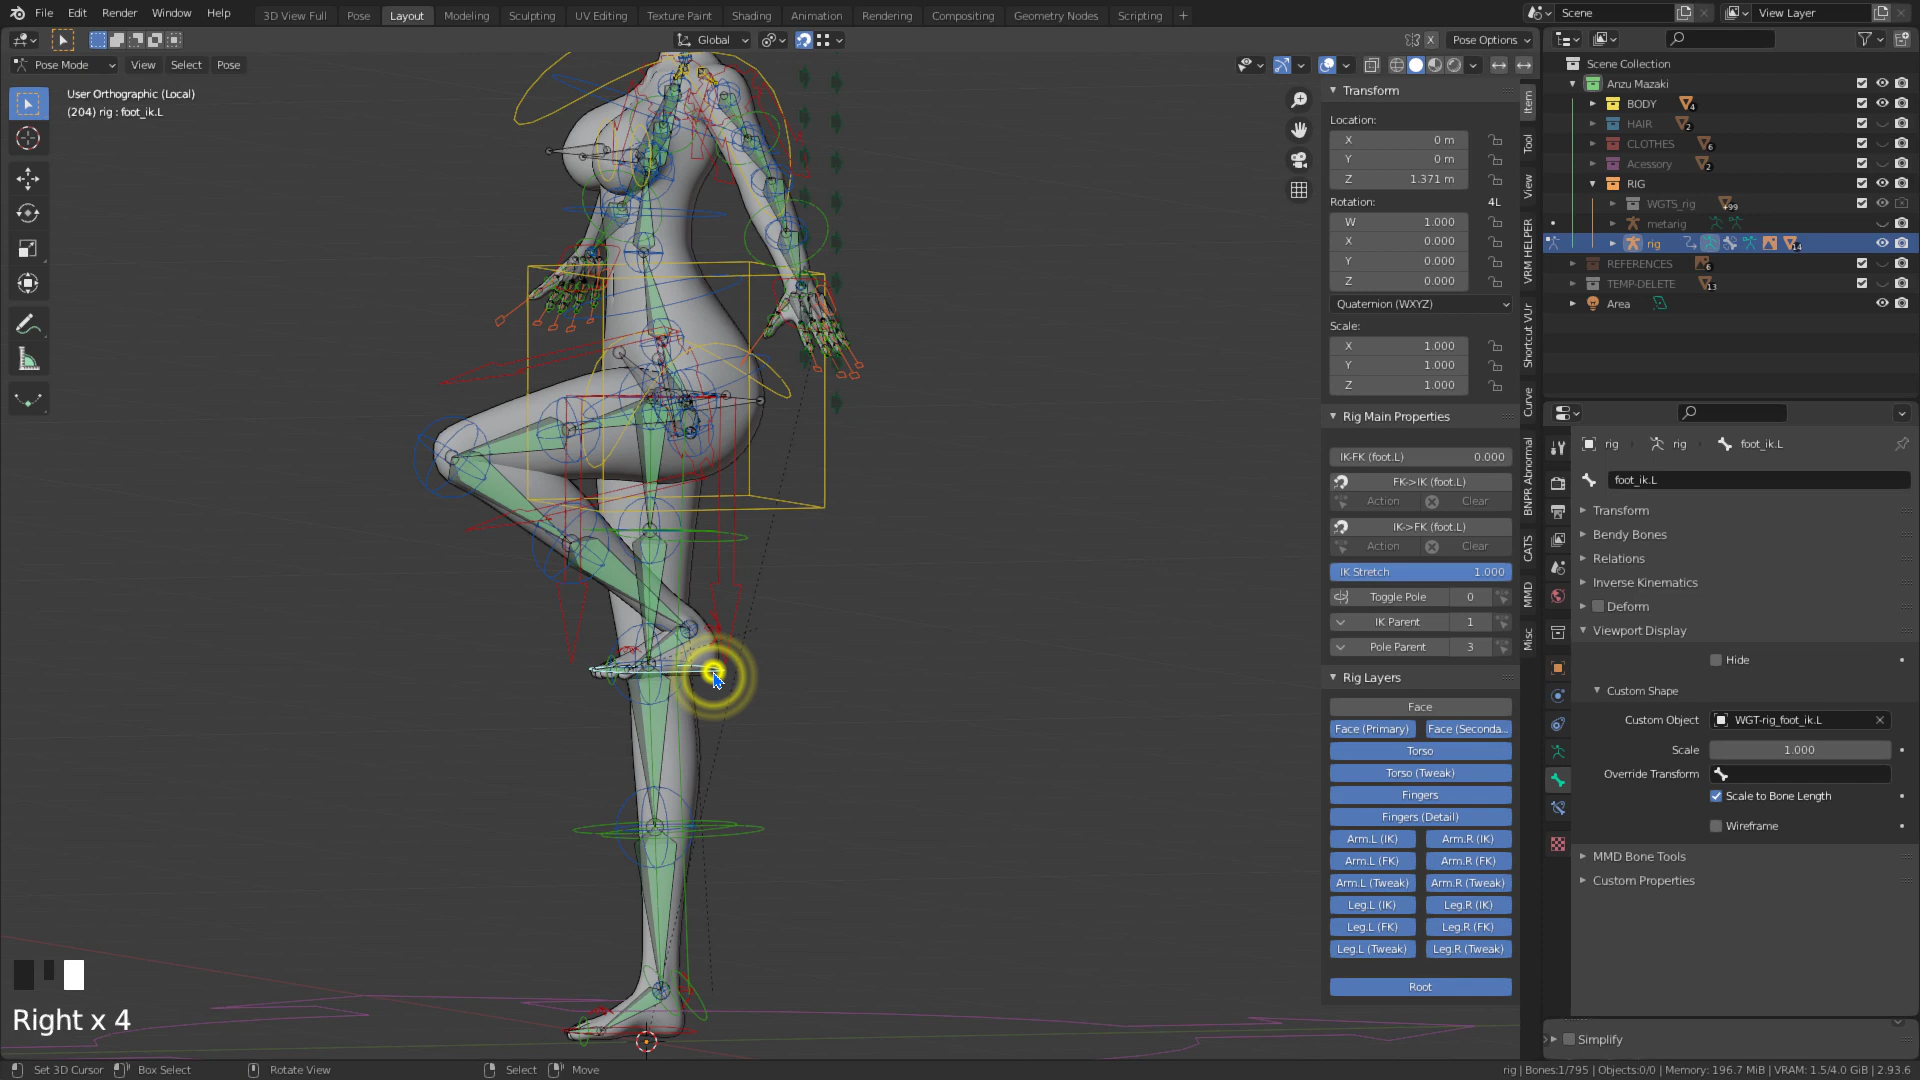 File Edit Render Window Help
3D View Full Pose Layout Modeling Sculpting UV Editing Texture Paint Shading Animation Rendering Compositing Geometry Nodes Scripting +
Scene View Layer
Global
X Pose Options
Pose Mode View Select Pose
User Orthographic (Local)
(204) rig : foot_ik.L
Transform
Location:
X 0 m
Y 0 m
Z 1.371 m
Rotation: 4L
W 1.000
X 0.000
Y 0.000
Z 0.000
Quaternion (WXYZ)
Scale:
X 1.000
Y 1.000
Z 1.000
Rig Main Properties
IK-FK (foot.L) 0.000
FK->IK (foot.L)
Action Clear
IK->FK (foot.L)
Action Clear
IK Stretch 1.000
Toggle Pole 0
IK Parent 1
Pole Parent 3
Rig Layers
Face
Face (Primary) Face (Seconda...
Torso
Torso (Tweak)
Fingers
Fingers (Detail)
Arm.L (IK) Arm.R (IK)
Arm.L (FK) Arm.R (FK)
Arm.L (Tweak) Arm.R (Tweak)
Leg.L (IK) Leg.R (IK)
Leg.L (FK) Leg.R (FK)
Leg.L (Tweak) Leg.R (Tweak)
Root
Item
Tool
View
VRM HELPER
Shortcut VUr
Curve
BNPR Abnormal
CATS
MMD
Misc
Scene Collection
Anzu Mazaki
BODY 4
HAIR 2
CLOTHES 6
Acessory 2
RIG
WGTS_rig +99
metarig
rig 14
REFERENCES 6
TEMP-DELETE 13
Area
rig rig foot_ik.L
foot_ik.L
Transform
Bendy Bones
Relations
Inverse Kinematics
Deform
Viewport Display
Hide
Custom Shape
Custom Object WGT-rig_foot_ik.L
Scale 1.000
Override Transform
Scale to Bone Length
Wireframe
MMD Bone Tools
Custom Properties
Simplify
Right x 4
Set 3D Cursor Box Select Rotate View Select Move
rig | Bones:1/795 | Objects:0/0 | Memory: 196.7 MiB | VRAM: 1.5/4.0 GiB | 2.93.6